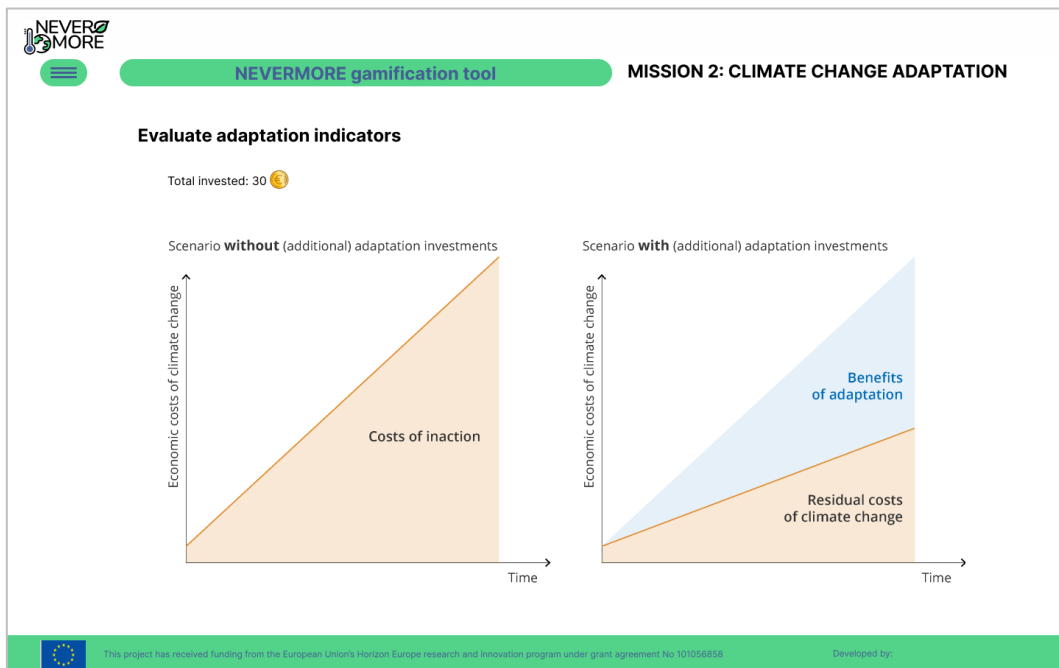 NEVER
MORE
NEVERMORE gamification tool
MISSION 2: CLIMATE CHANGE ADAPTATION
Evaluate adaptation indicators
Total invested: 30
Scenario without (additional) adaptation investments
Economic costs of climate change
Costs of inaction
Time
Scenario with (additional) adaptation investments
Economic costs of climate change
Benefits
of adaptation
Residual costs
of climate change
Time
This project has received funding from the European Union's Horizon Europe research and innovation program under grant agreement No 101056858
Developed by: